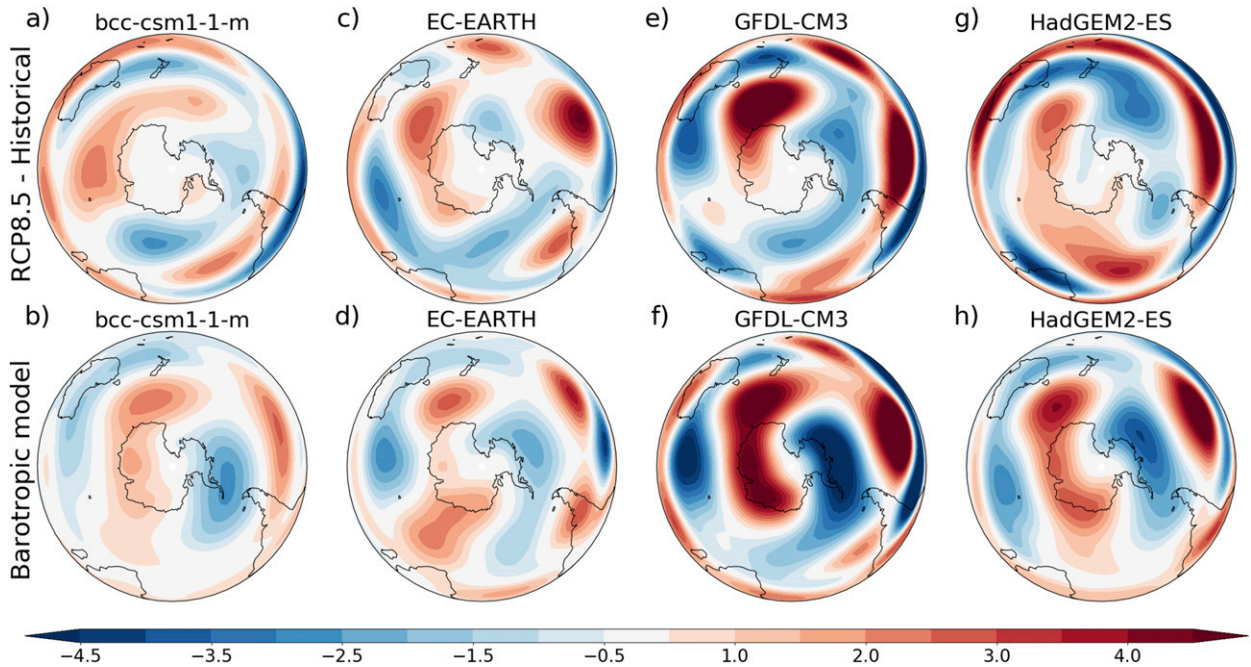 a) bcc-csm1-1-m c) EC-EARTH e) GFDL-CM3 g) HadGEM2-ES
RCP8.5 - Historical
b) bcc-csm1-1-m d) EC-EARTH f) GFDL-CM3 h) HadGEM2-ES
Barotropic model
−4.5 −3.5 −2.5 −1.5 −0.5 1.0 2.0 3.0 4.0